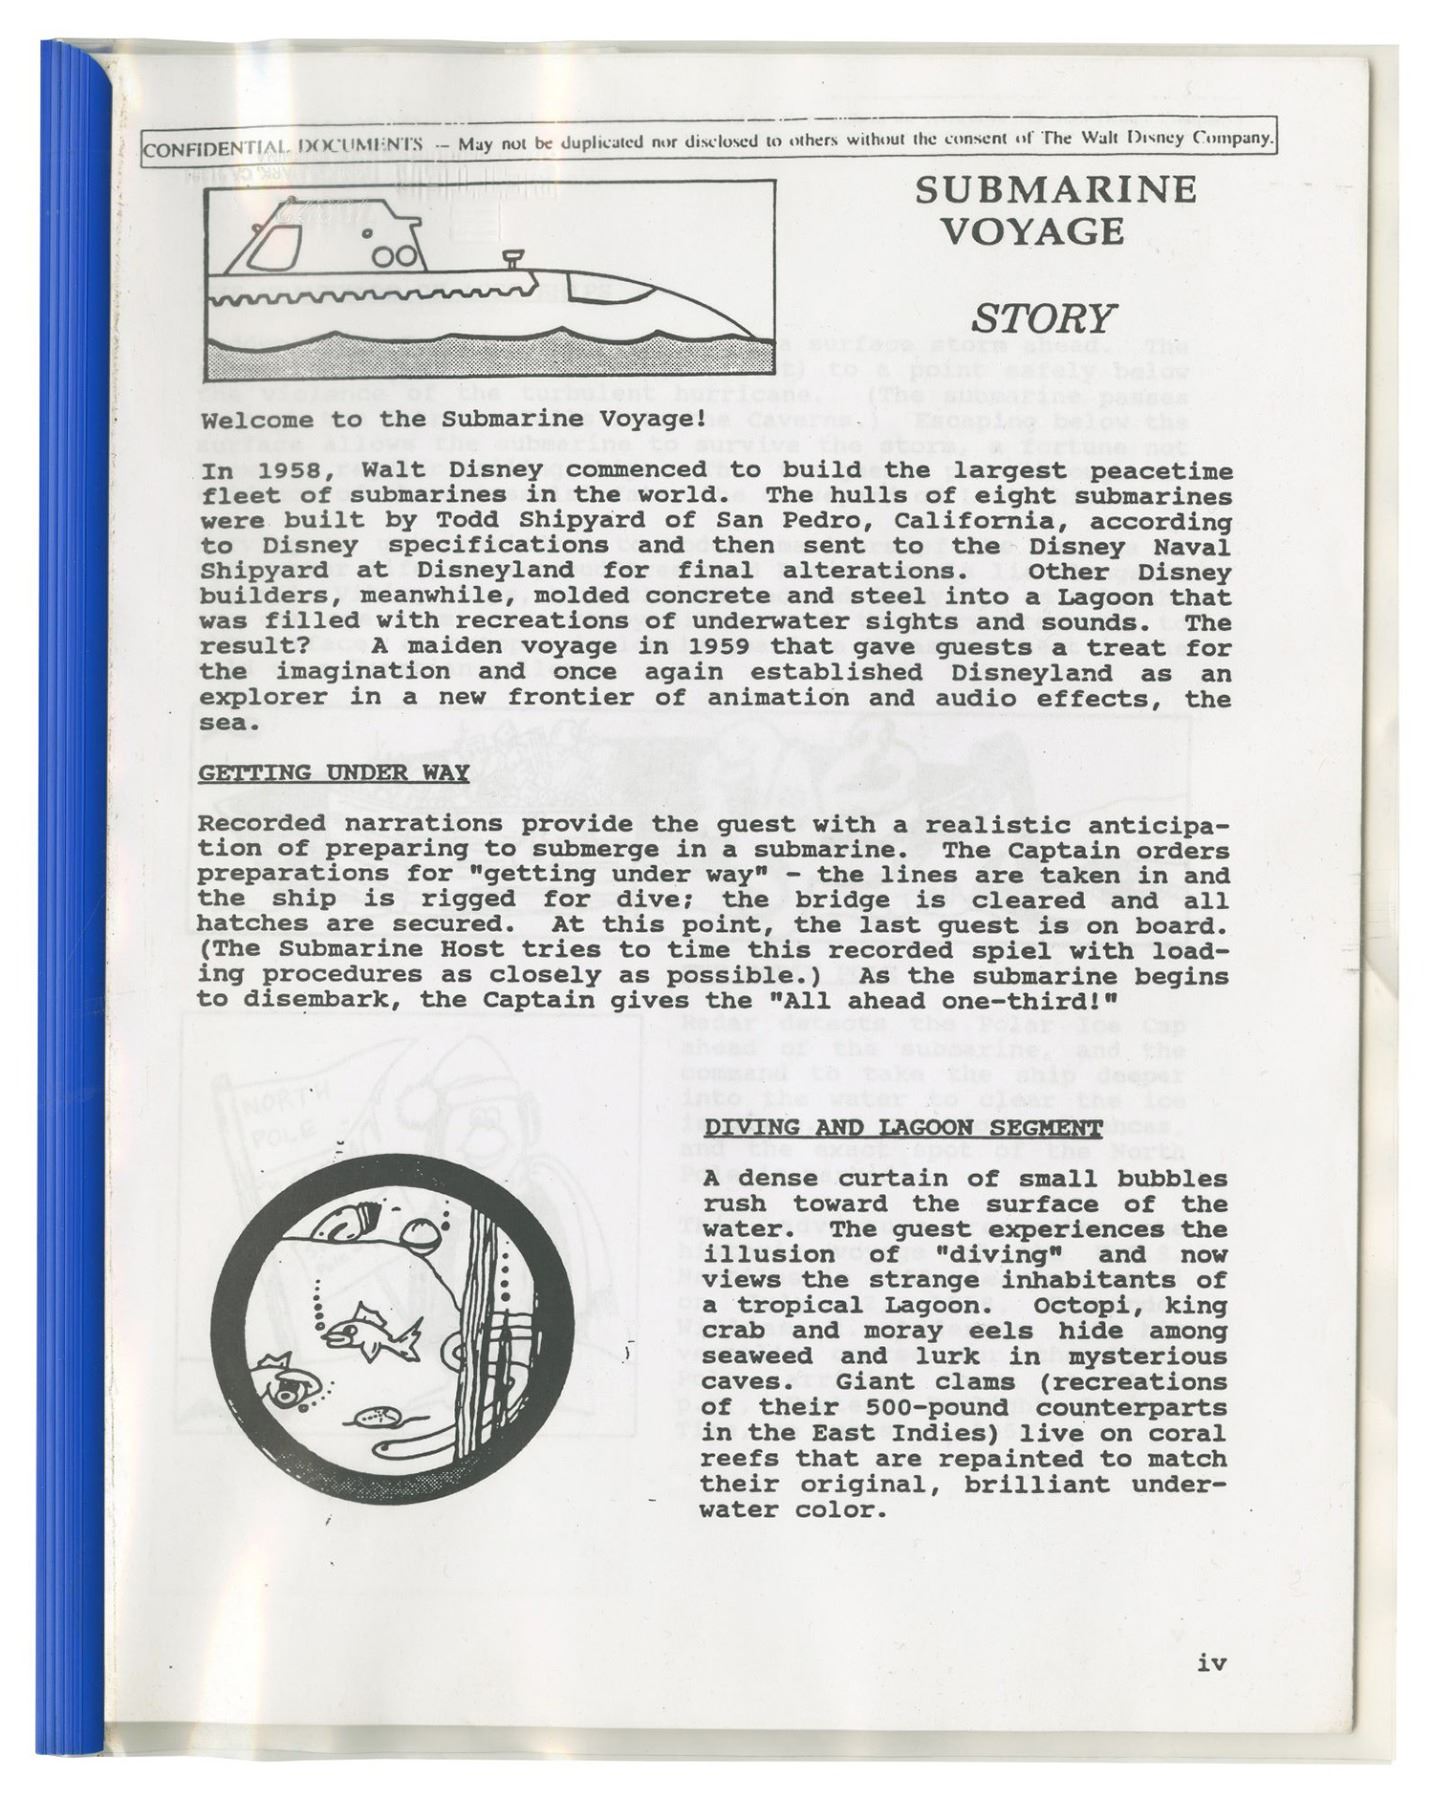 CONFIDENTIAL DOCUMENTS -- May not be duplicated nor disclosed to others without the consent of The Walt Disney Company.
SUBMARINE
VOYAGE
STORY
Welcome to the Submarine Voyage!
In 1958, Walt Disney commenced to build the largest peacetime
fleet of submarines in the world. The hulls of eight submarines
were built by Todd Shipyard of San Pedro, California, according
to Disney specifications and then sent to the Disney Naval
Shipyard at Disneyland for final alterations. Other Disney
builders, meanwhile, molded concrete and steel into a Lagoon that
was filled with recreations of underwater sights and sounds. The
result? A maiden voyage in 1959 that gave guests a treat for
the imagination and once again established Disneyland as an
explorer in a new frontier of animation and audio effects, the
sea.
GETTING UNDER WAY
Recorded narrations provide the guest with a realistic anticipa-
tion of preparing to submerge in a submarine. The Captain orders
preparations for "getting under way" - the lines are taken in and
the ship is rigged for dive; the bridge is cleared and all
hatches are secured. At this point, the last guest is on board.
(The Submarine Host tries to time this recorded spiel with load-
ing procedures as closely as possible.) As the submarine begins
to disembark, the Captain gives the "All ahead one-third!"
DIVING AND LAGOON SEGMENT
A dense curtain of small bubbles
rush toward the surface of the
water. The guest experiences the
illusion of "diving" and now
views the strange inhabitants of
a tropical Lagoon. Octopi, king
crab and moray eels hide among
seaweed and lurk in mysterious
caves. Giant clams (recreations
of their 500-pound counterparts
in the East Indies) live on coral
reefs that are repainted to match
their original, brilliant under-
water color.
iv